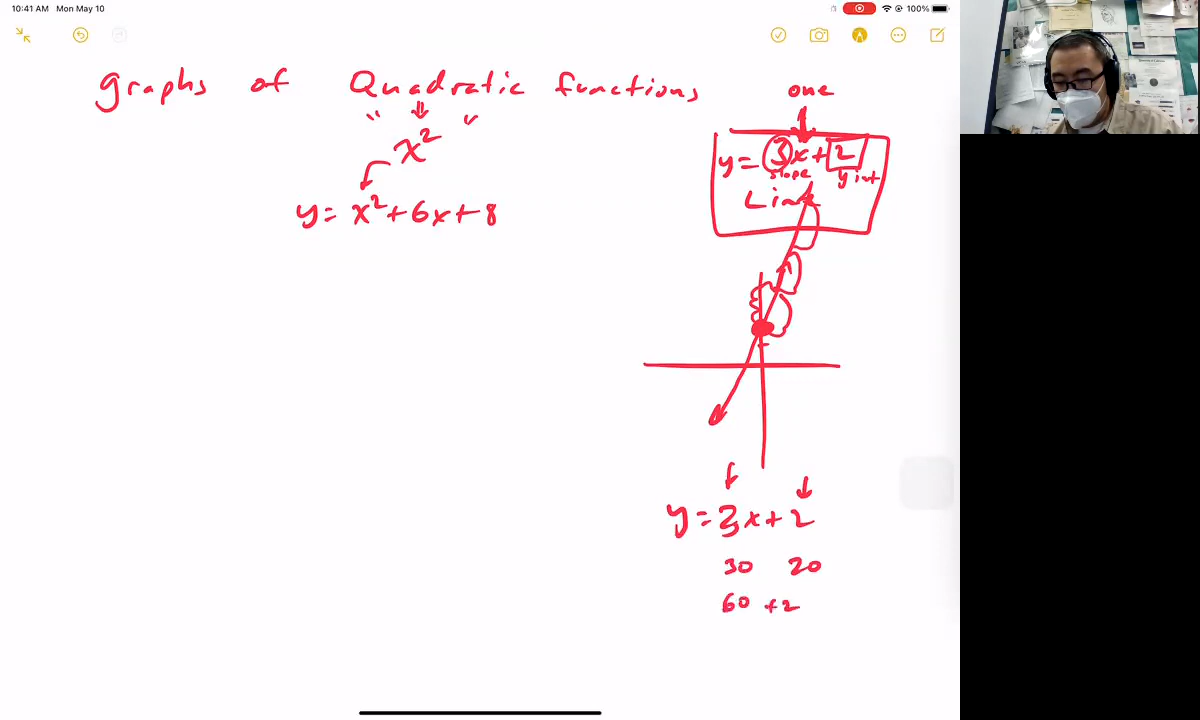 10:41 AM Mon May 10
100%
graphs of Quadratic functions
x²
y = x² + 6x + 8
one
y = 3x + 2
slope
y int
Line
y = 3x + 2
30 20
60 +2